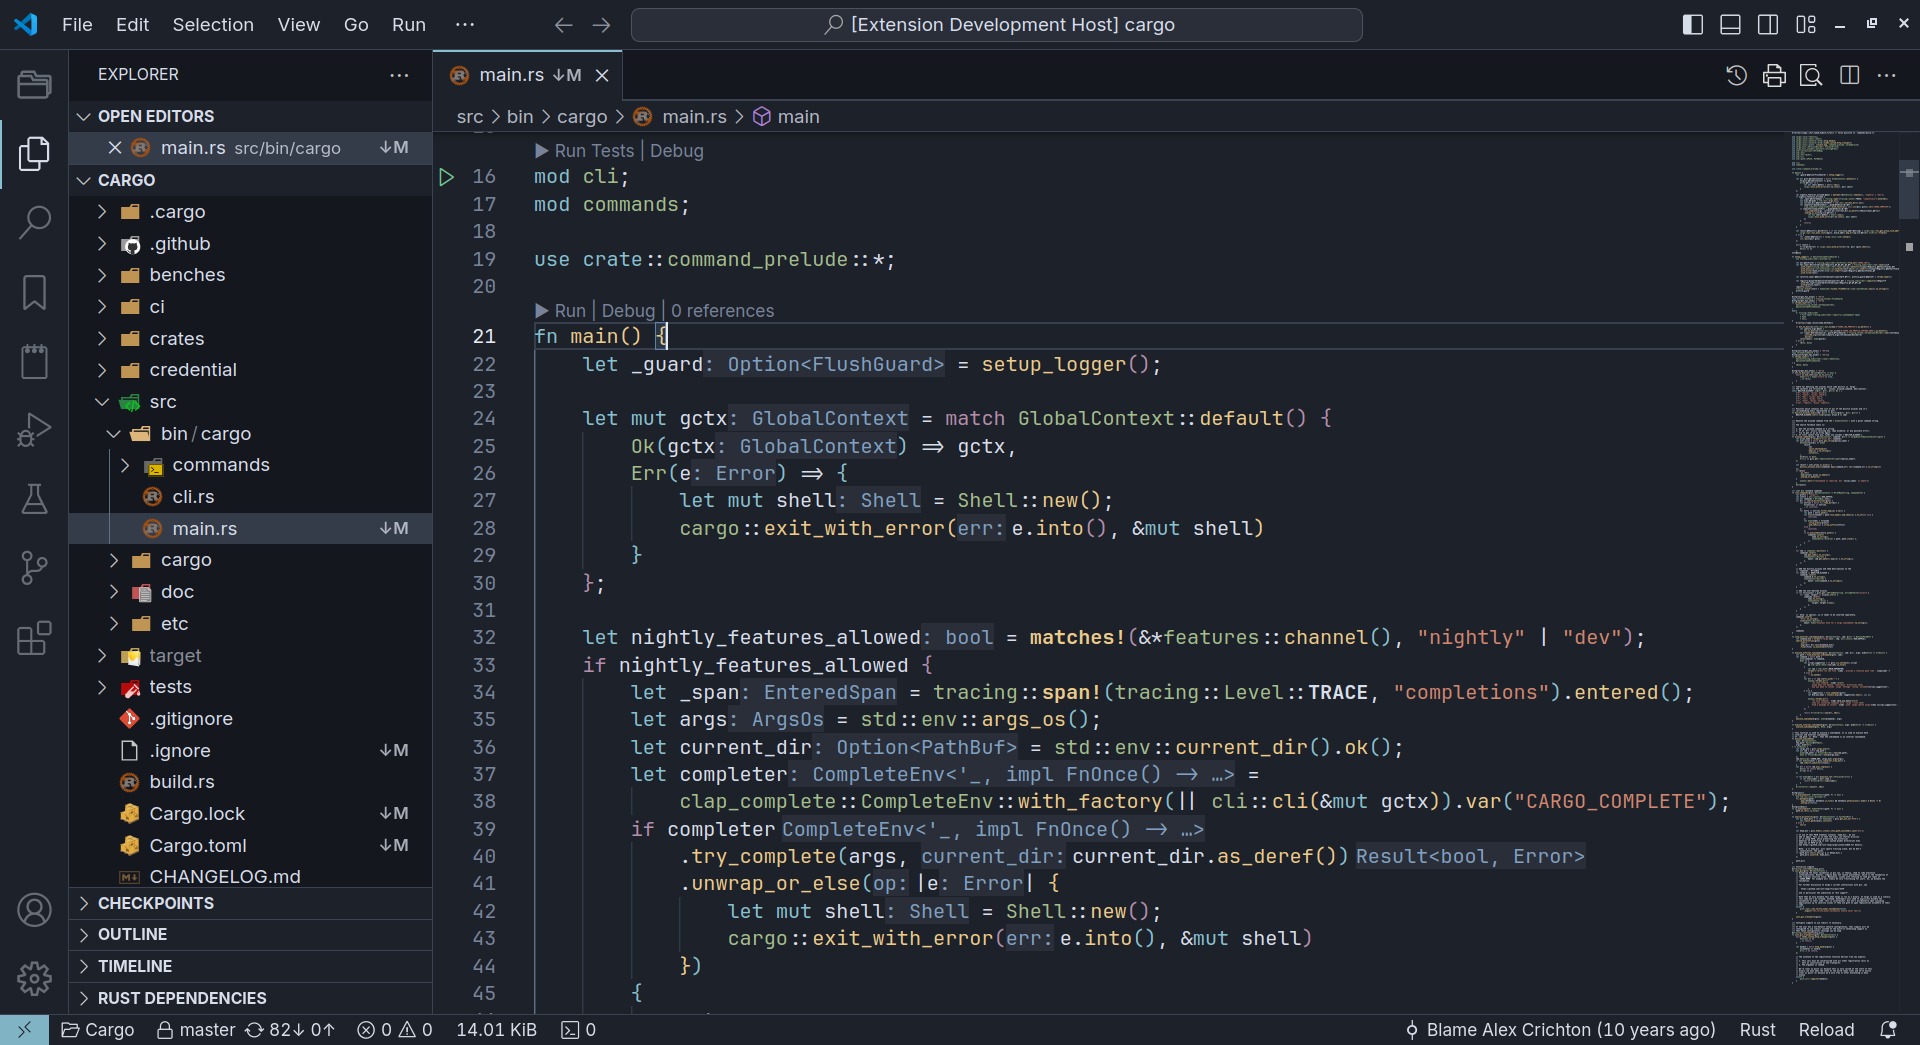 File Edit Selection View Go Run ··· [Extension Development Host] cargo
EXPLORER
OPEN EDITORS
main.rs src/bin/cargo ↓M
CARGO
.cargo
.github
benches
ci
crates
credential
src
bin / cargo
commands
cli.rs
main.rs ↓M
cargo
doc
etc
target
tests
.gitignore
.ignore ↓M
build.rs
Cargo.lock ↓M
Cargo.toml ↓M
CHANGELOG.md
CHECKPOINTS
OUTLINE
TIMELINE
RUST DEPENDENCIES
main.rs ↓M
src > bin > cargo > main.rs > main
Run Tests | Debug
16 mod cli;
17 mod commands;
18
19 use crate::command_prelude::*;
20
Run | Debug | 0 references
21 fn main() {
22 let _guard: Option<FlushGuard> = setup_logger();
23
24 let mut gctx: GlobalContext = match GlobalContext::default() {
25 Ok(gctx: GlobalContext) => gctx,
26 Err(e: Error) => {
27 let mut shell: Shell = Shell::new();
28 cargo::exit_with_error(err: e.into(), &mut shell)
29 }
30 };
31
32 let nightly_features_allowed: bool = matches!(&*features::channel(), "nightly" | "dev");
33 if nightly_features_allowed {
34 let _span: EnteredSpan = tracing::span!(tracing::Level::TRACE, "completions").entered();
35 let args: ArgsOs = std::env::args_os();
36 let current_dir: Option<PathBuf> = std::env::current_dir().ok();
37 let completer: CompleteEnv<'_, impl FnOnce() -> …> =
38 clap_complete::CompleteEnv::with_factory(|| cli::cli(&mut gctx)).var("CARGO_COMPLETE");
39 if completer CompleteEnv<'_, impl FnOnce() -> …>
40 .try_complete(args, current_dir: current_dir.as_deref()) Result<bool, Error>
41 .unwrap_or_else(op: |e: Error| {
42 let mut shell: Shell = Shell::new();
43 cargo::exit_with_error(err: e.into(), &mut shell)
44 })
45 {
Cargo master 82↓ 0↑ 0 0 14.01 KiB 0 Blame Alex Crichton (10 years ago) Rust Reload